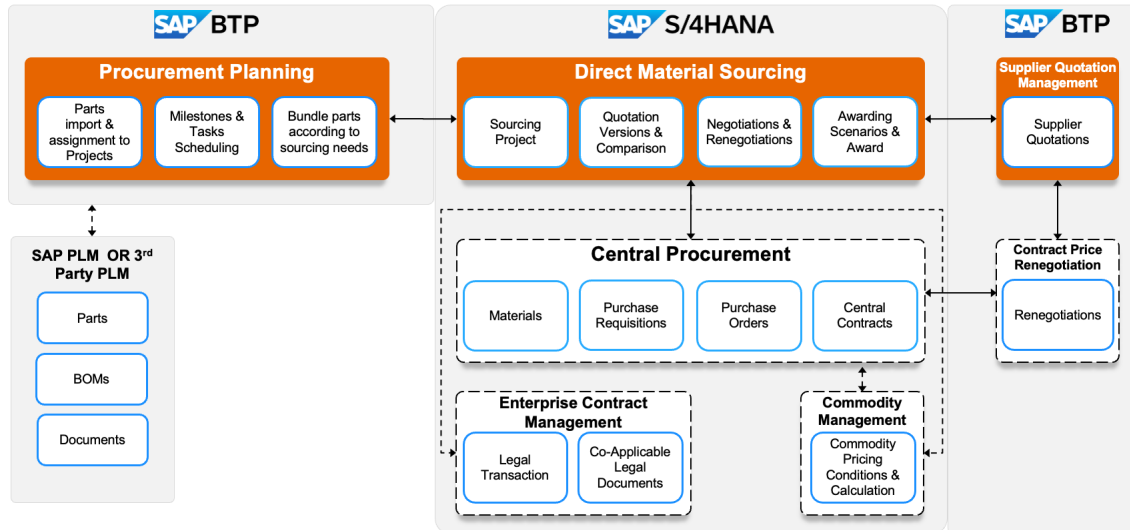 SAP BTP
SAP S/4HANA
SAP BTP
Procurement Planning
Parts
import &
assignment to
Projects
Milestones &
Tasks
Scheduling
Bundle parts
according to
sourcing needs
Direct Material Sourcing
Sourcing
Project
Quotation
Versions &
Comparison
Negotiations &
Renegotiations
Awarding
Scenarios &
Award
Supplier Quotation
Management
Supplier
Quotations
SAP PLM OR 3rd
Party PLM
Parts
BOMs
Documents
Central Procurement
Materials
Purchase
Requisitions
Purchase
Orders
Central
Contracts
Contract Price
Renegotiation
Renegotiations
Enterprise Contract
Management
Legal
Transaction
Co-Applicable
Legal
Documents
Commodity
Management
Commodity
Pricing
Conditions &
Calculation